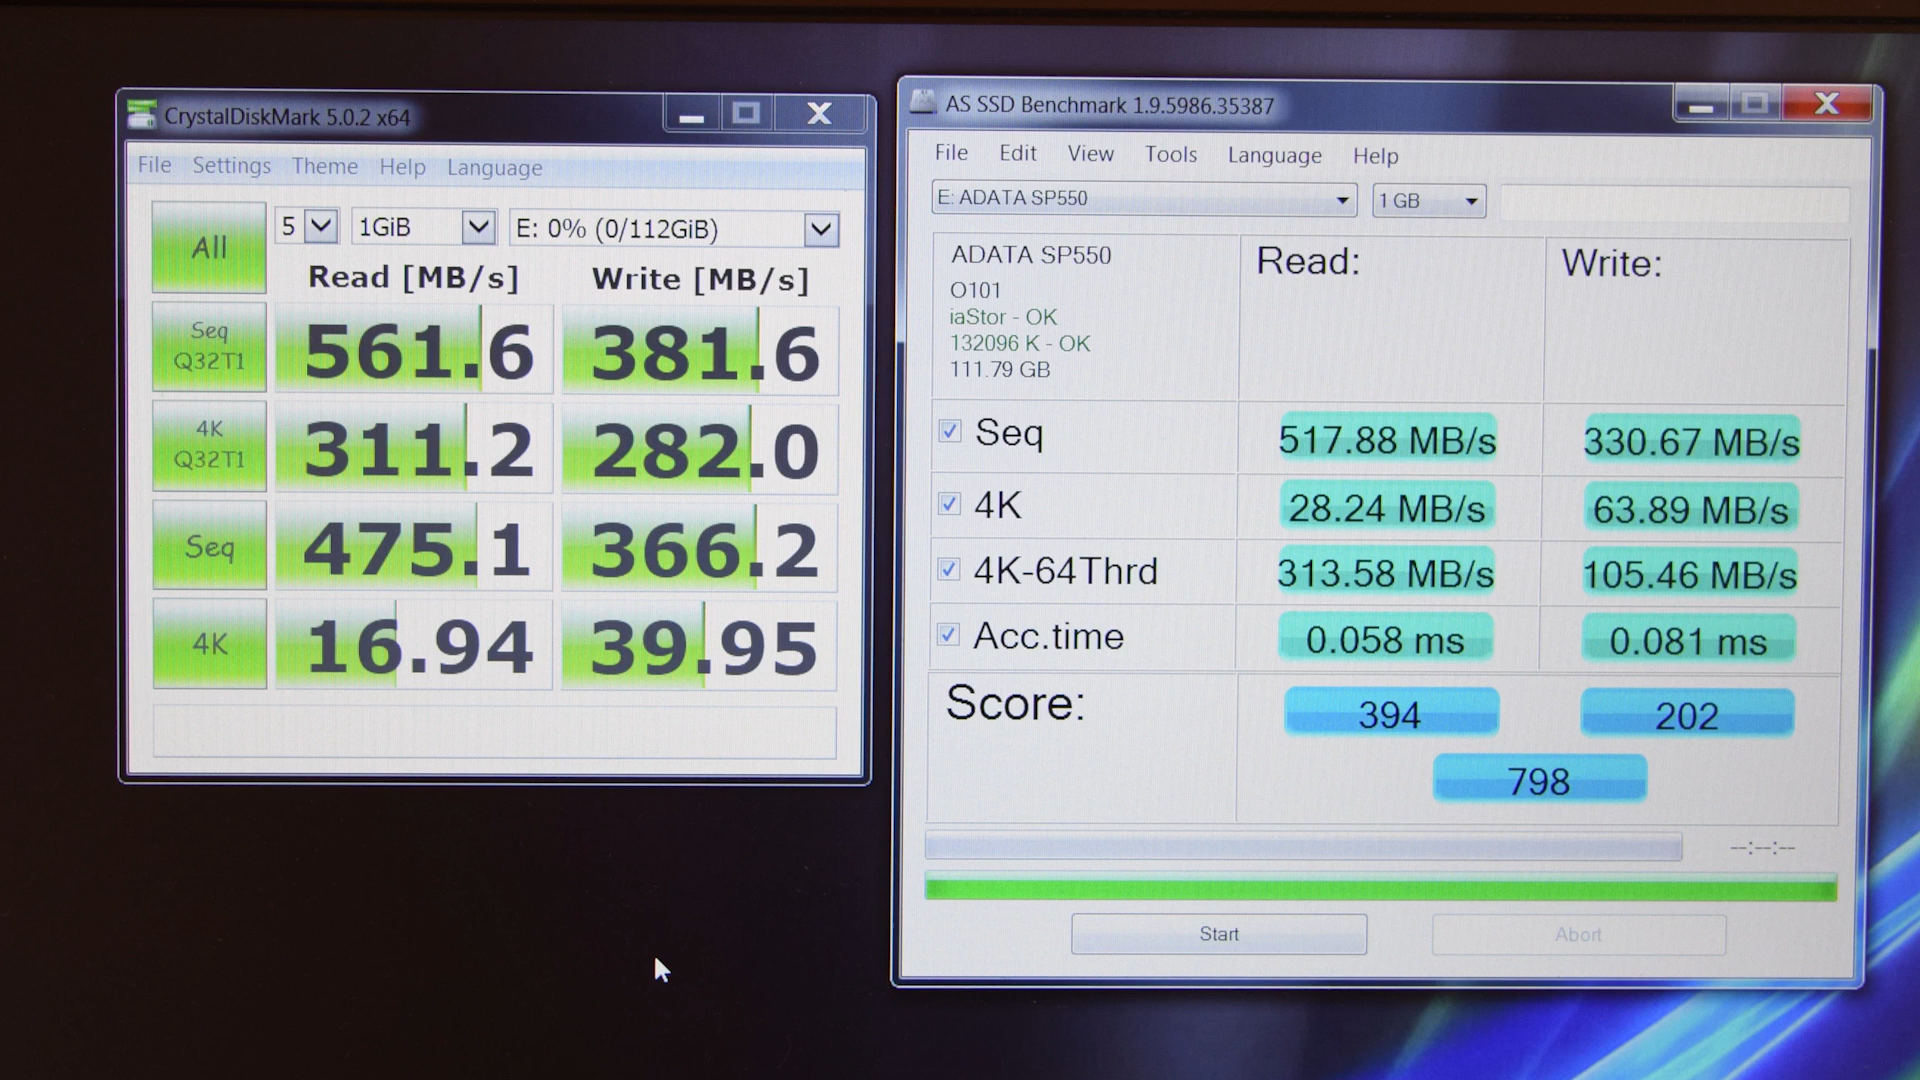 CrystalDiskMark 5.0.2 x64
File Settings Theme Help Language
All 5 1GiB E: 0% (0/112GiB)
Read [MB/s] Write [MB/s]
Seq
Q32T1 561.6 381.6
4K
Q32T1 311.2 282.0
Seq 475.1 366.2
4K 16.94 39.95
AS SSD Benchmark 1.9.5986.35387
File Edit View Tools Language Help
E: ADATA SP550 1 GB
ADATA SP550 Read: Write:
O101
iaStor - OK
132096 K - OK
111.79 GB
Seq 517.88 MB/s 330.67 MB/s
4K 28.24 MB/s 63.89 MB/s
4K-64Thrd 313.58 MB/s 105.46 MB/s
Acc.time 0.058 ms 0.081 ms
Score: 394 202
798
--:--:--
Start Abort